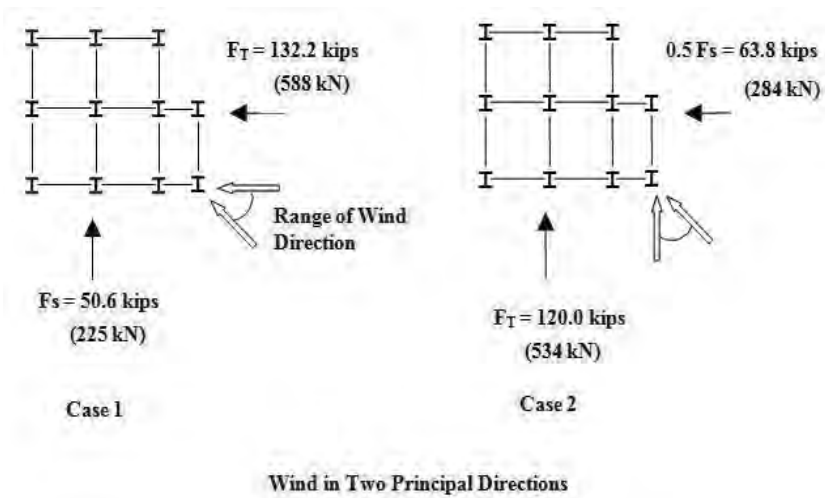 F_T = 132.2 kips
(588 kN)
0.5 Fs = 63.8 kips
(284 kN)
Range of Wind
Direction
Fs = 50.6 kips
(225 kN)
F_T = 120.0 kips
(534 kN)
Case 1
Case 2
Wind in Two Principal Directions